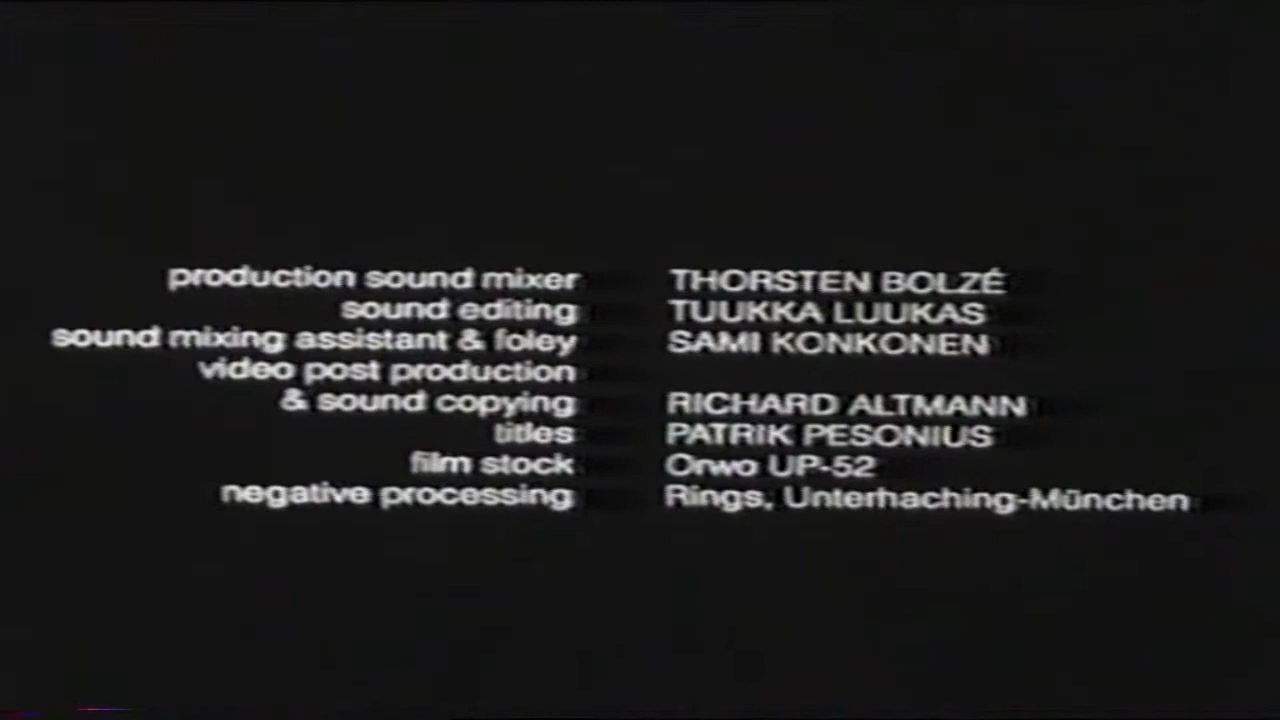 production sound mixer THORSTEN BOLZÉ
sound editing TUUKKA LUUKAS
sound mixing assistant & foley SAMI KONKONEN
video post production
& sound copying RICHARD ALTMANN
titles PATRIK PESONIUS
film stock Orwo UP-52
negative processing Rings, Unterhaching-München